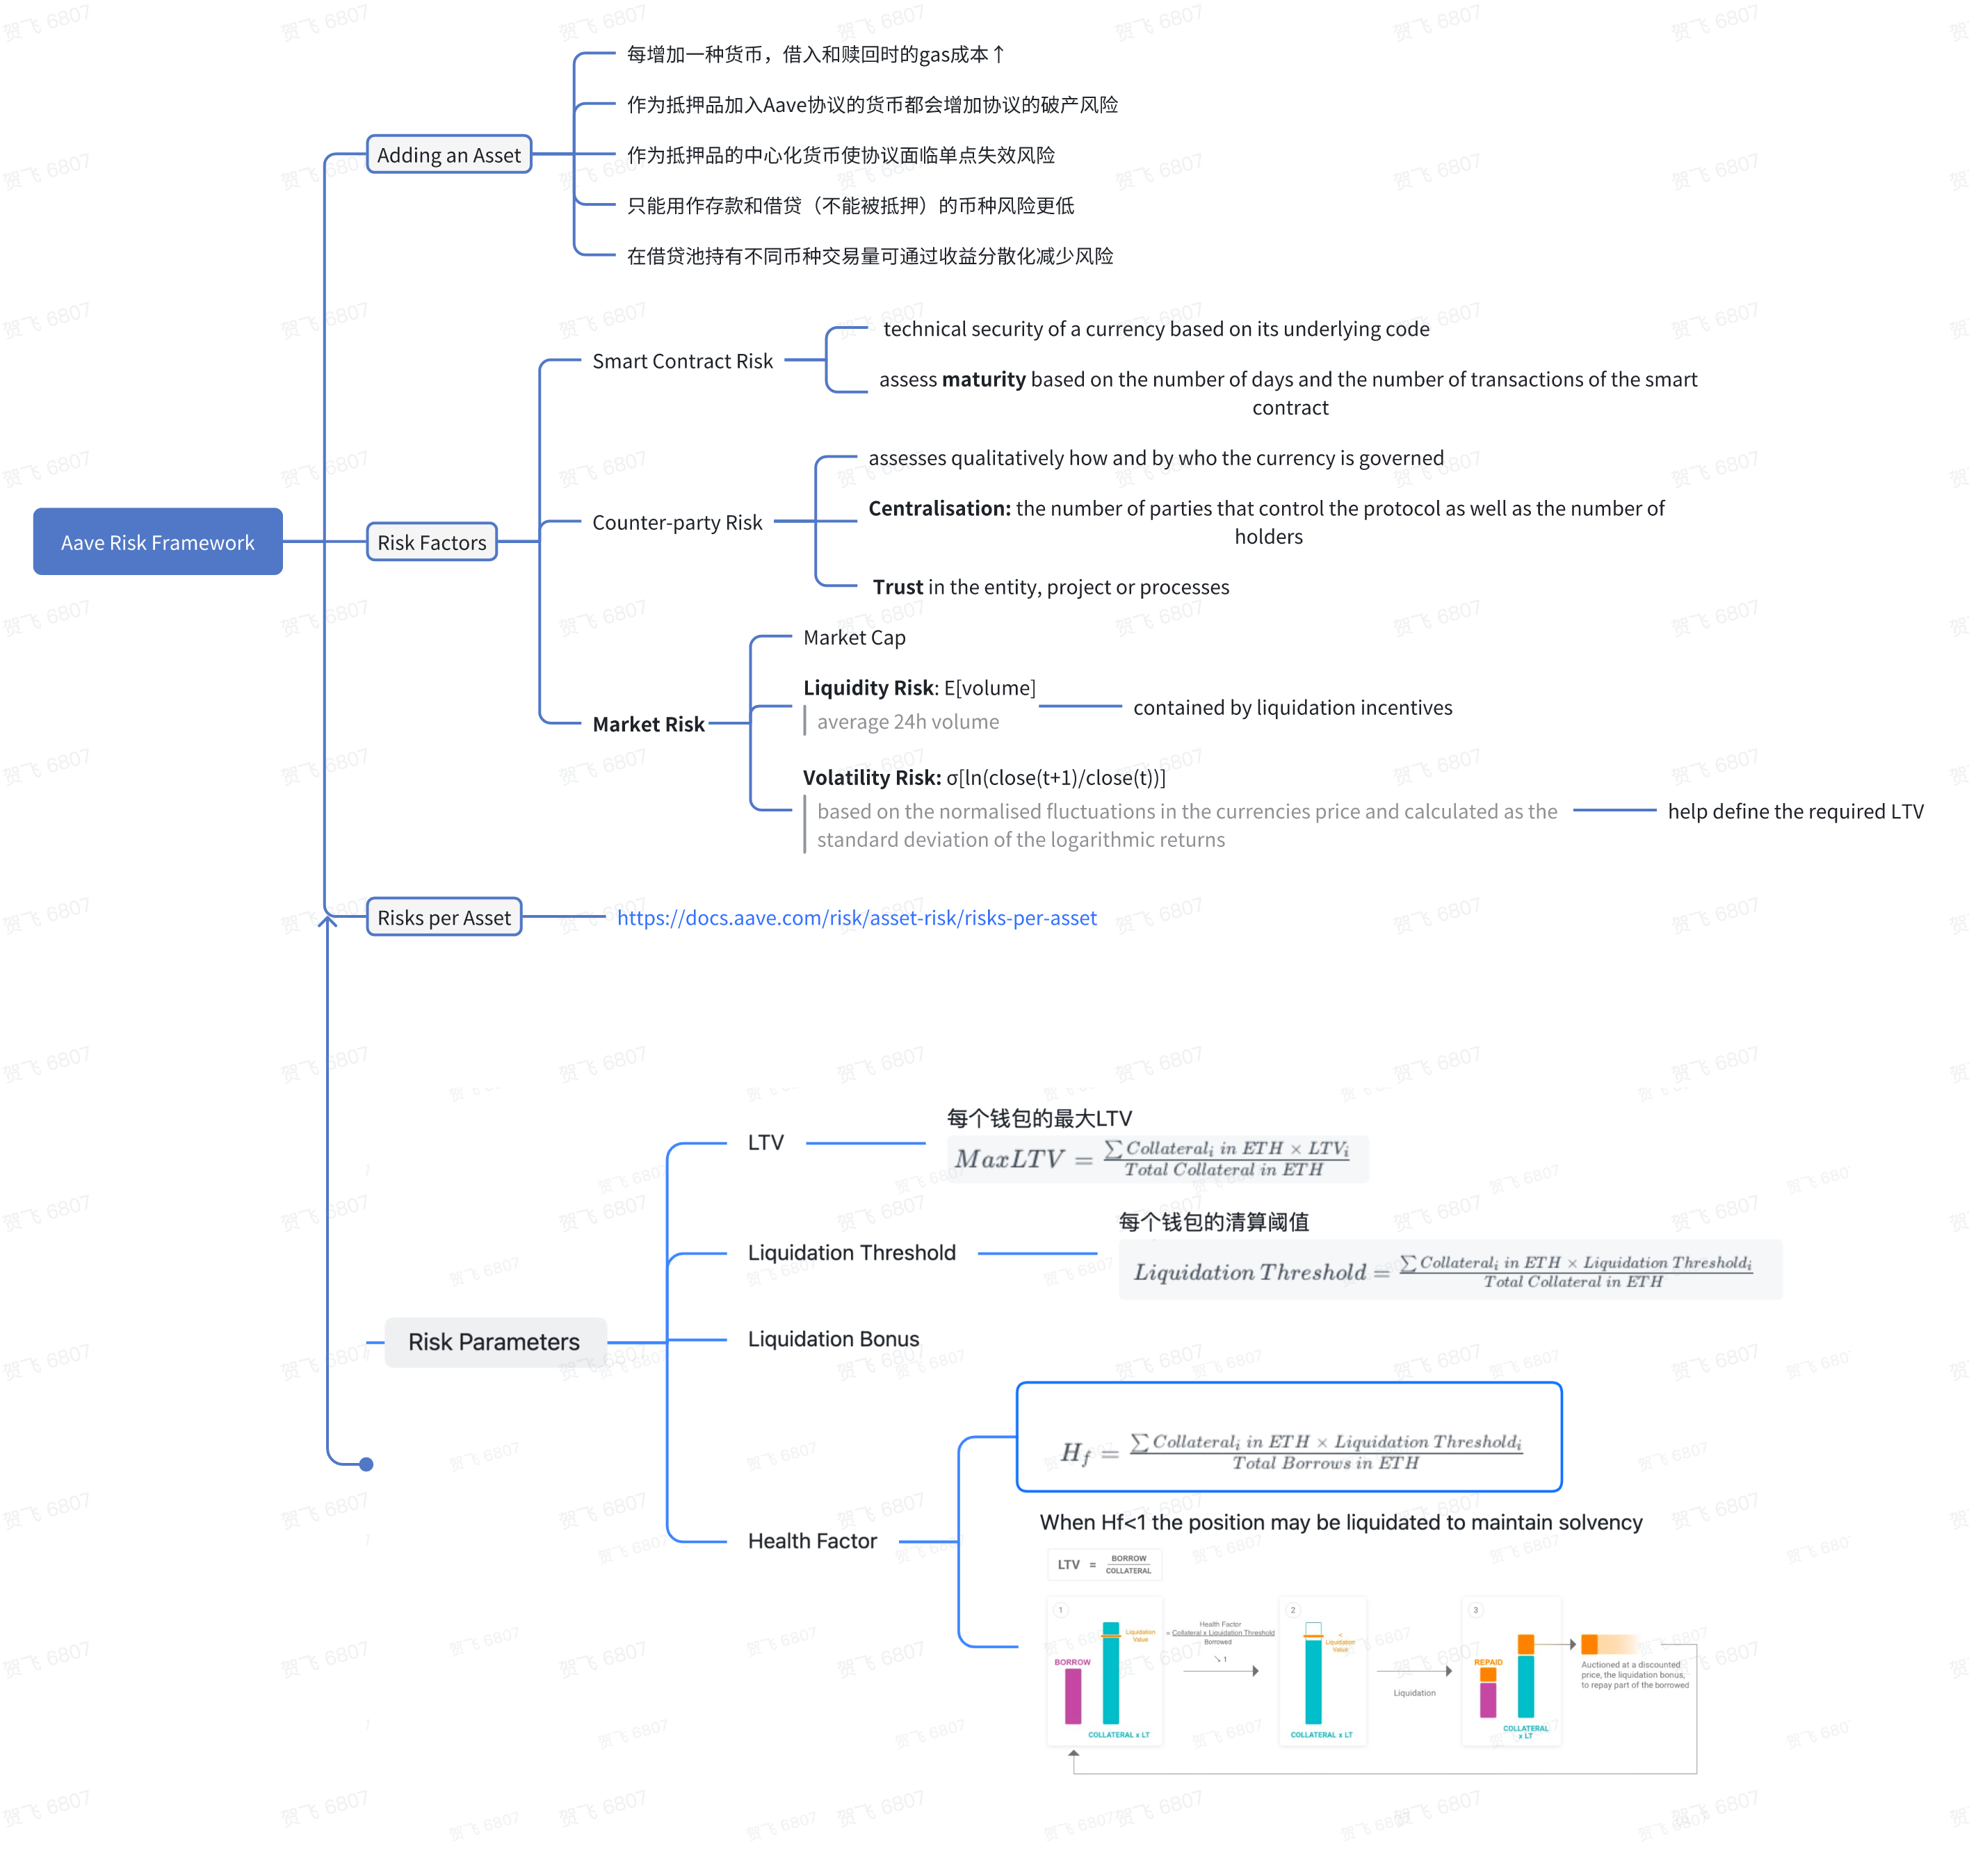 每增加一种货币，借入和赎回时的gas成本↑
作为抵押品加入Aave协议的货币都会增加协议的破产风险
Adding an Asset
作为抵押品的中心化货币使协议面临单点失效风险
只能用作存款和借贷（不能被抵押）的币种风险更低
在借贷池持有不同币种交易量可通过收益分散化减少风险
technical security of a currency based on its underlying code
Smart Contract Risk
assess maturity based on the number of days and the number of transactions of the smart
contract
assesses qualitatively how and by who the currency is governed
Centralisation: the number of parties that control the protocol as well as the number of
holders
Counter-party Risk
Aave Risk Framework
Risk Factors
Trust in the entity, project or processes
Market Cap
Liquidity Risk: E[volume]
average 24h volume
contained by liquidation incentives
Market Risk
Volatility Risk: σ[ln(close(t+1)/close(t))]
based on the normalised fluctuations in the currencies price and calculated as the
standard deviation of the logarithmic returns
help define the required LTV
Risks per Asset
https://docs.aave.com/risk/asset-risk/risks-per-asset
每个钱包的最大LTV
LTV
MaxLTV = ∑ Collateral_i in ETH × LTV_i / Total Collateral in ETH
每个钱包的清算阈值
Liquidation Threshold
Liquidation Threshold = ∑ Collateral_i in ETH × Liquidation Threshold_i / Total Collateral in ETH
Liquidation Bonus
Risk Parameters
H_f = ∑ Collateral_i in ETH × Liquidation Threshold_i / Total Borrows in ETH
Health Factor
When Hf<1 the position may be liquidated to maintain solvency
LTV = BORROW / COLLATERAL
1
Liquidation
Value
BORROW
COLLATERAL x LT
Health Factor
= Collateral x Liquidation Threshold
Borrowed
↘ 1
2
=
Liquidation
Value
COLLATERAL x LT
Liquidation
3
REPAID
COLLATERAL
x LT
Auctioned at a discounted
price, the liquidation bonus,
to repay part of the borrowed
贺飞 6807